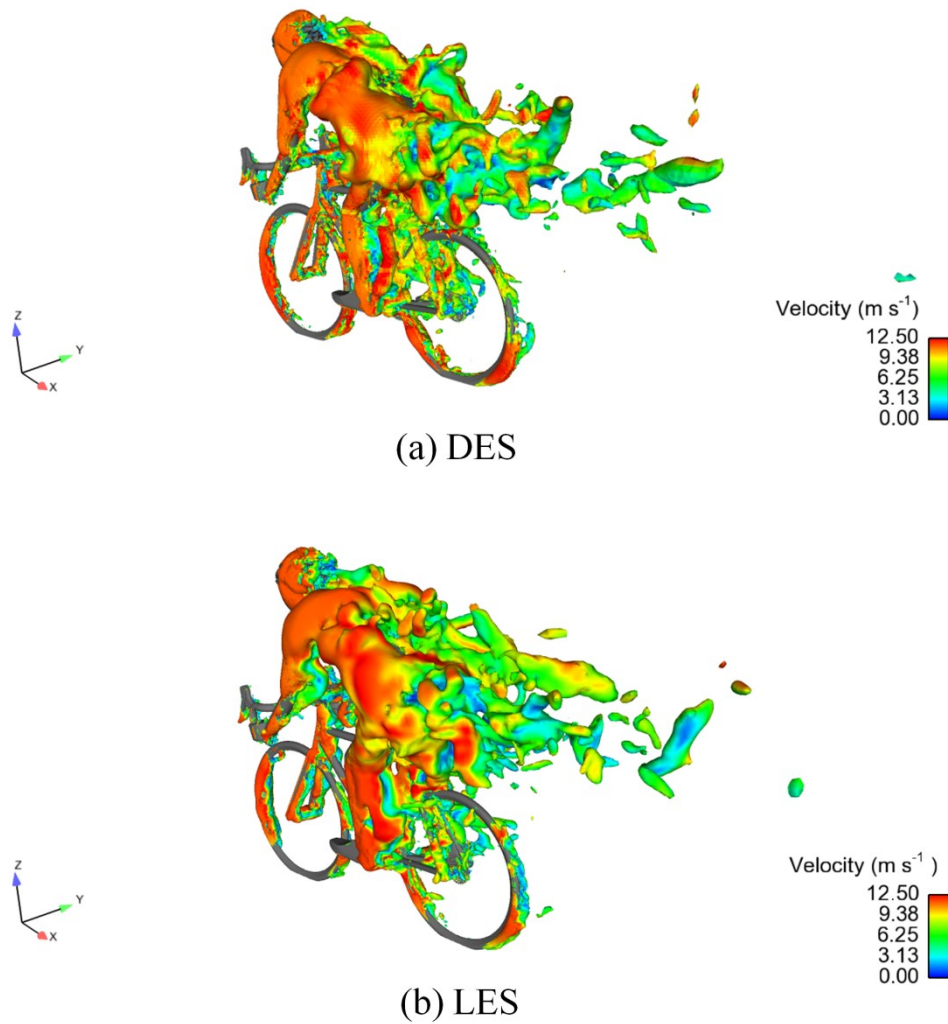 Velocity (m s⁻¹)
12.50
9.38
6.25
3.13
0.00
Z
Y
X
(a) DES
Velocity (m s⁻¹ )
12.50
9.38
6.25
3.13
0.00
Z
Y
X
(b) LES